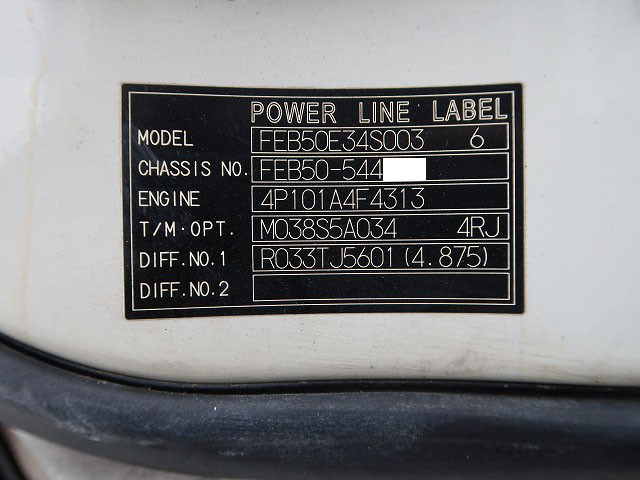 POWER LINE LABEL
MODEL FEB50E34S003 6
CHASSIS NO. FEB50-544
ENGINE 4P101A4F4313
T/M·OPT. M038S5A034 4RJ
DIFF.NO.1 R033TJ5601(4.875)
DIFF.NO.2